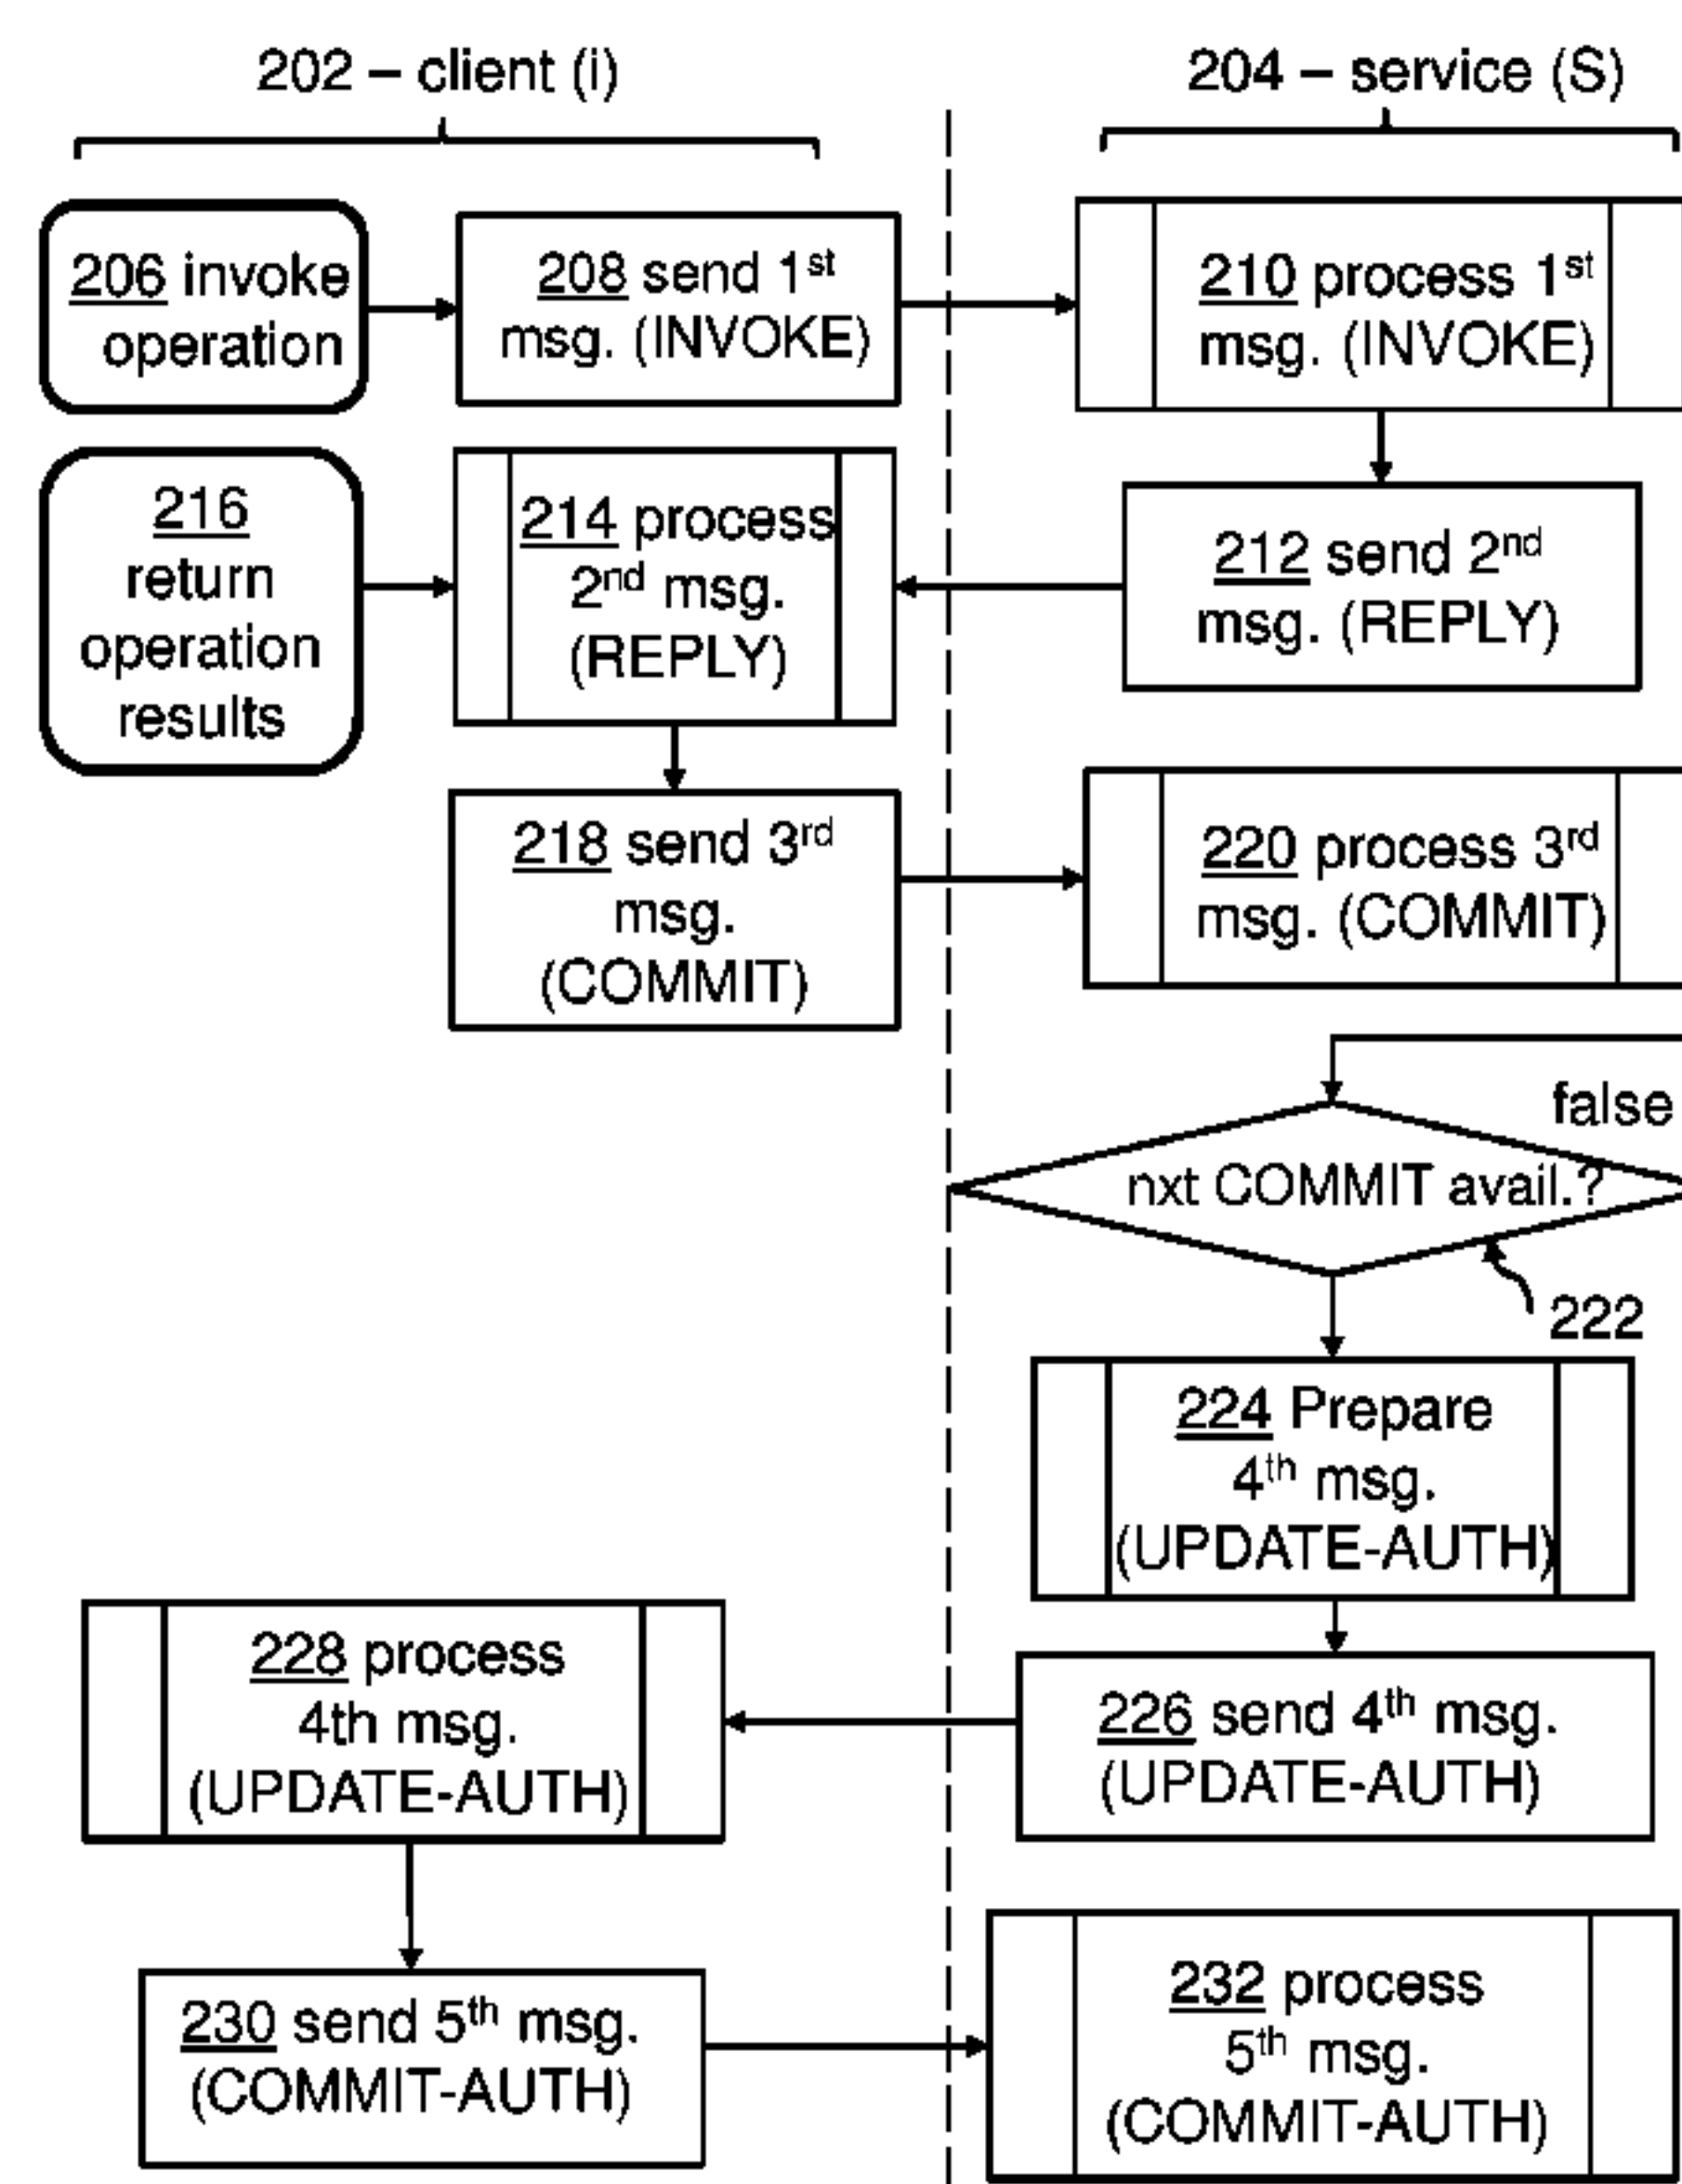 202 – client (i)
204 – service (S)
206 invoke
operation
208 send 1st
msg. (INVOKE)
210 process 1st
msg. (INVOKE)
216
return
operation
results
214 process
2nd msg.
(REPLY)
212 send 2nd
msg. (REPLY)
218 send 3rd
msg.
(COMMIT)
220 process 3rd
msg. (COMMIT)
false
nxt COMMIT avail.?
222
224 Prepare
4th msg.
(UPDATE-AUTH)
228 process
4th msg.
(UPDATE-AUTH)
226 send 4th msg.
(UPDATE-AUTH)
230 send 5th msg.
(COMMIT-AUTH)
232 process
5th msg.
(COMMIT-AUTH)